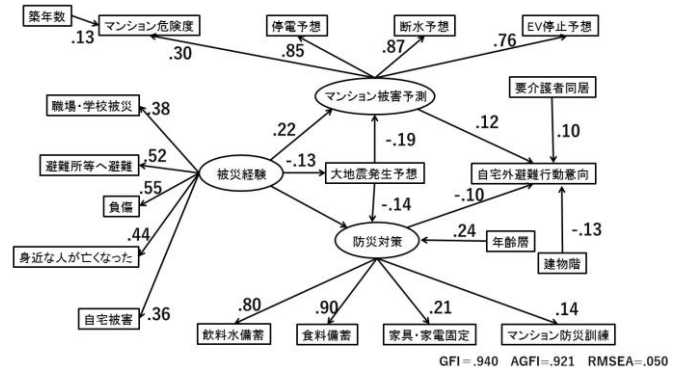 築年数
.13
マンション危険度
停電予想
断水予想
EV停止予想
.30
.85
.87
.76
マンション被害予測
要介護者同居
職場・学校被災
.38
.22
.12
.10
-.19
避難所等へ避難
.52
被災経験
-.13
大地震発生予想
自宅外避難行動意向
.55
負傷
-.14
-.10
.44
-.13
身近な人が亡くなった
防災対策
.24
年齢層
建物階
自宅被害
.36
.80
.90
.21
.14
飲料水備蓄
食料備蓄
家具・家電固定
マンション防災訓練
GFI=.940 AGFI=.921 RMSEA=.050